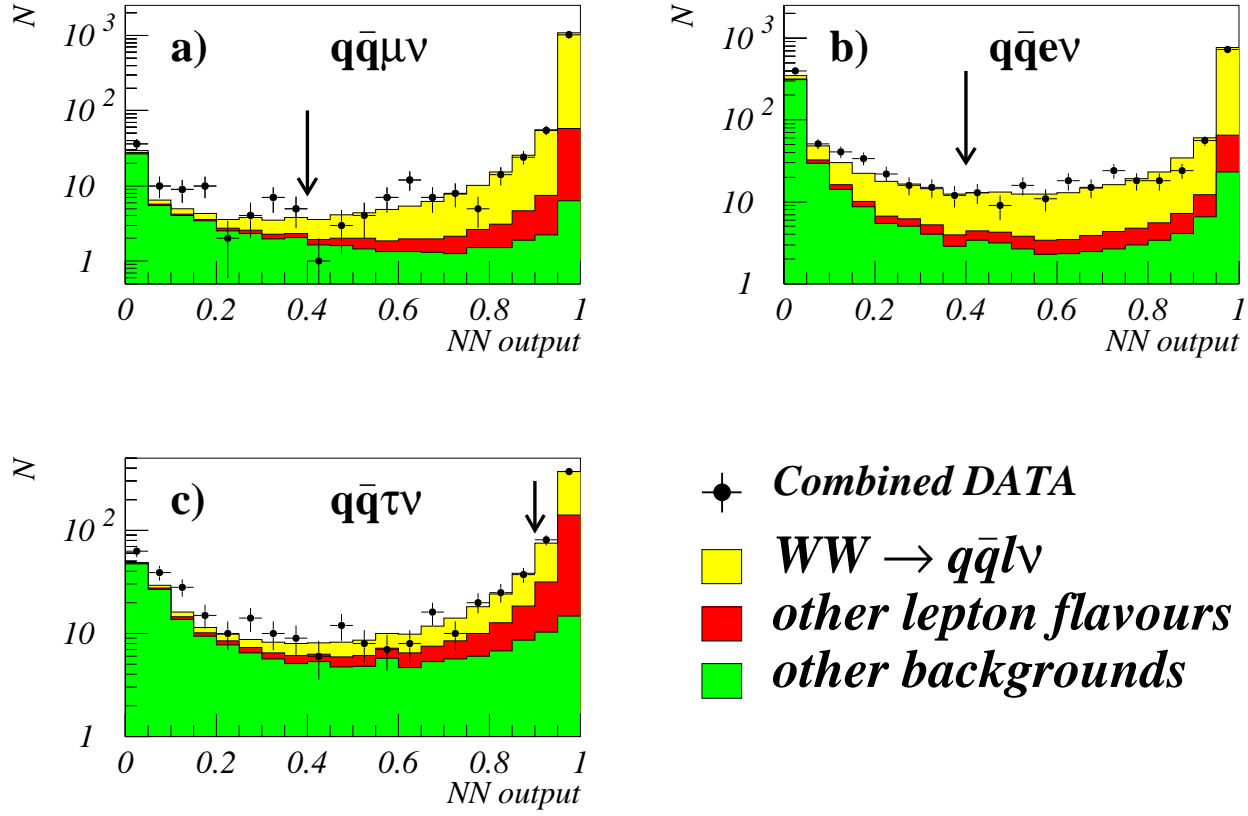 N
a) qq̄μν
10³
10²
10
1
0 0.2 0.4 0.6 0.8 1
NN output
N
b) qq̄eν
10³
10²
10
1
0 0.2 0.4 0.6 0.8 1
NN output
N
c) qq̄τν
10²
10
1
0 0.2 0.4 0.6 0.8 1
NN output
Combined DATA
WW → qq̄lν
other lepton flavours
other backgrounds